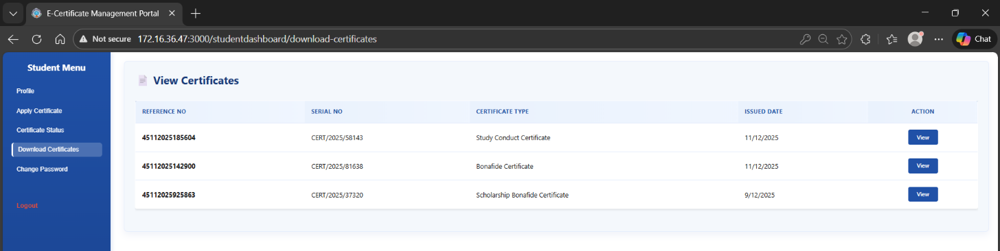 E-Certificate Management Portal
Not secure 172.16.36.47:3000/studentdashboard/download-certificates
Chat
Student Menu
Profile
Apply Certificate
Certificate Status
Download Certificates
Change Password
Logout
View Certificates
REFERENCE NO SERIAL NO CERTIFICATE TYPE ISSUED DATE ACTION
45112025185604 CERT/2025/58143 Study Conduct Certificate 11/12/2025 View
45112025142900 CERT/2025/81638 Bonafide Certificate 11/12/2025 View
45112025925863 CERT/2025/37320 Scholarship Bonafide Certificate 9/12/2025 View